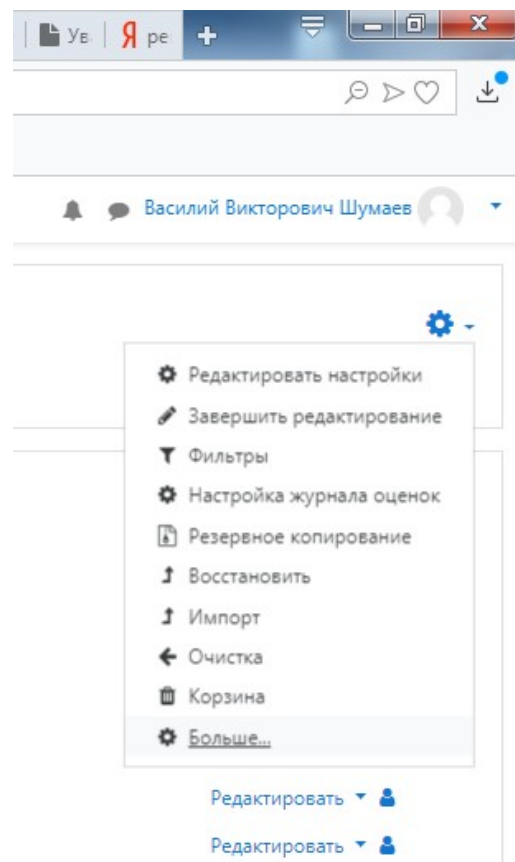 Ув Я ре
Василий Викторович Шумаев
Редактировать настройки
Завершить редактирование
Фильтры
Настройка журнала оценок
Резервное копирование
Восстановить
Импорт
Очистка
Корзина
Больше...
Редактировать
Редактировать